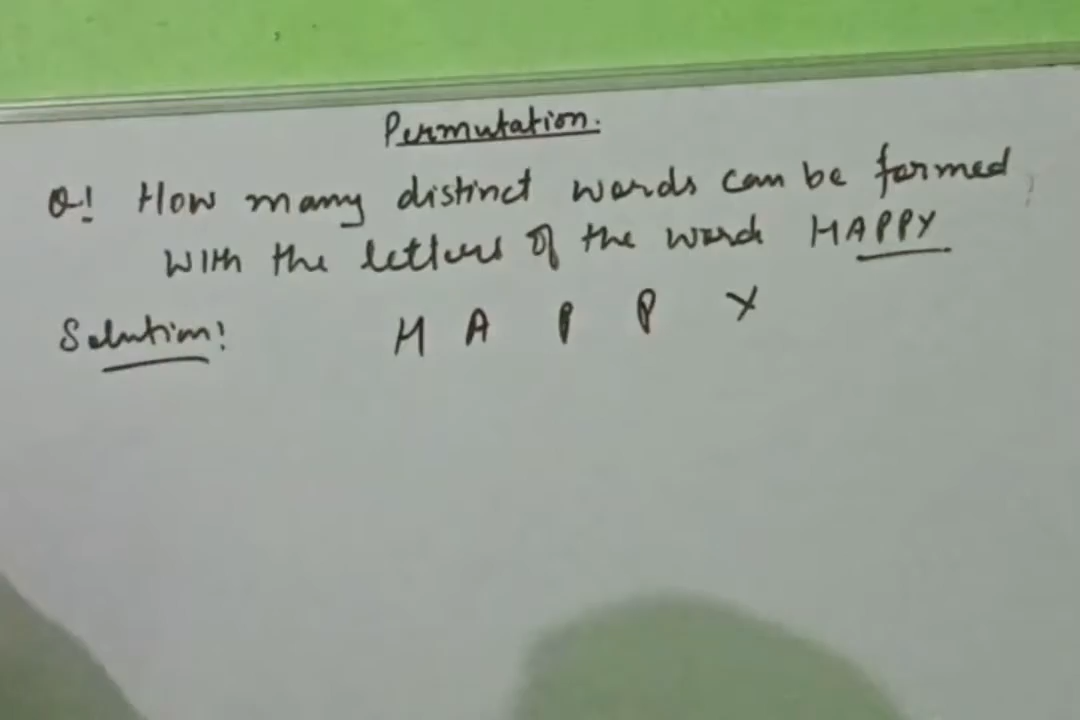 Permutation.
Q! How many distinct words can be formed
with the letters of the word HAPPY
Solution! H A P P Y